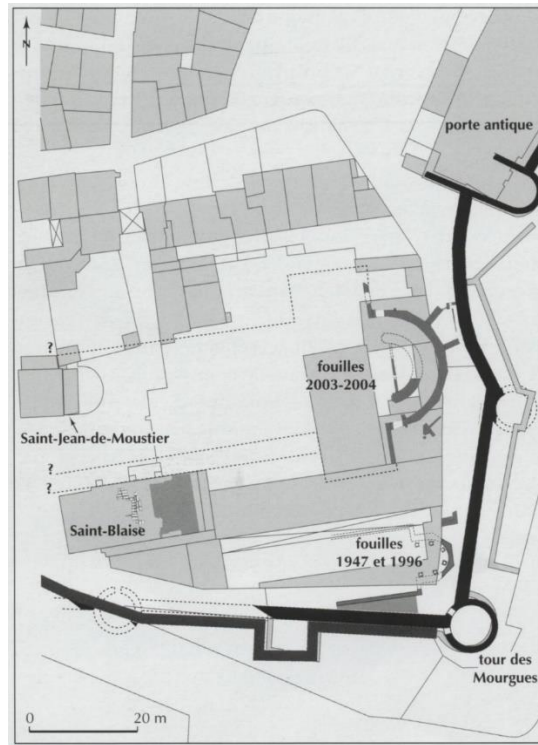 N
porte antique
fouilles
2003-2004
?
Saint-Jean-de-Moustier
?
?
Saint-Blaise
fouilles
1947 et 1996
tour des
Mourgues
0 20 m